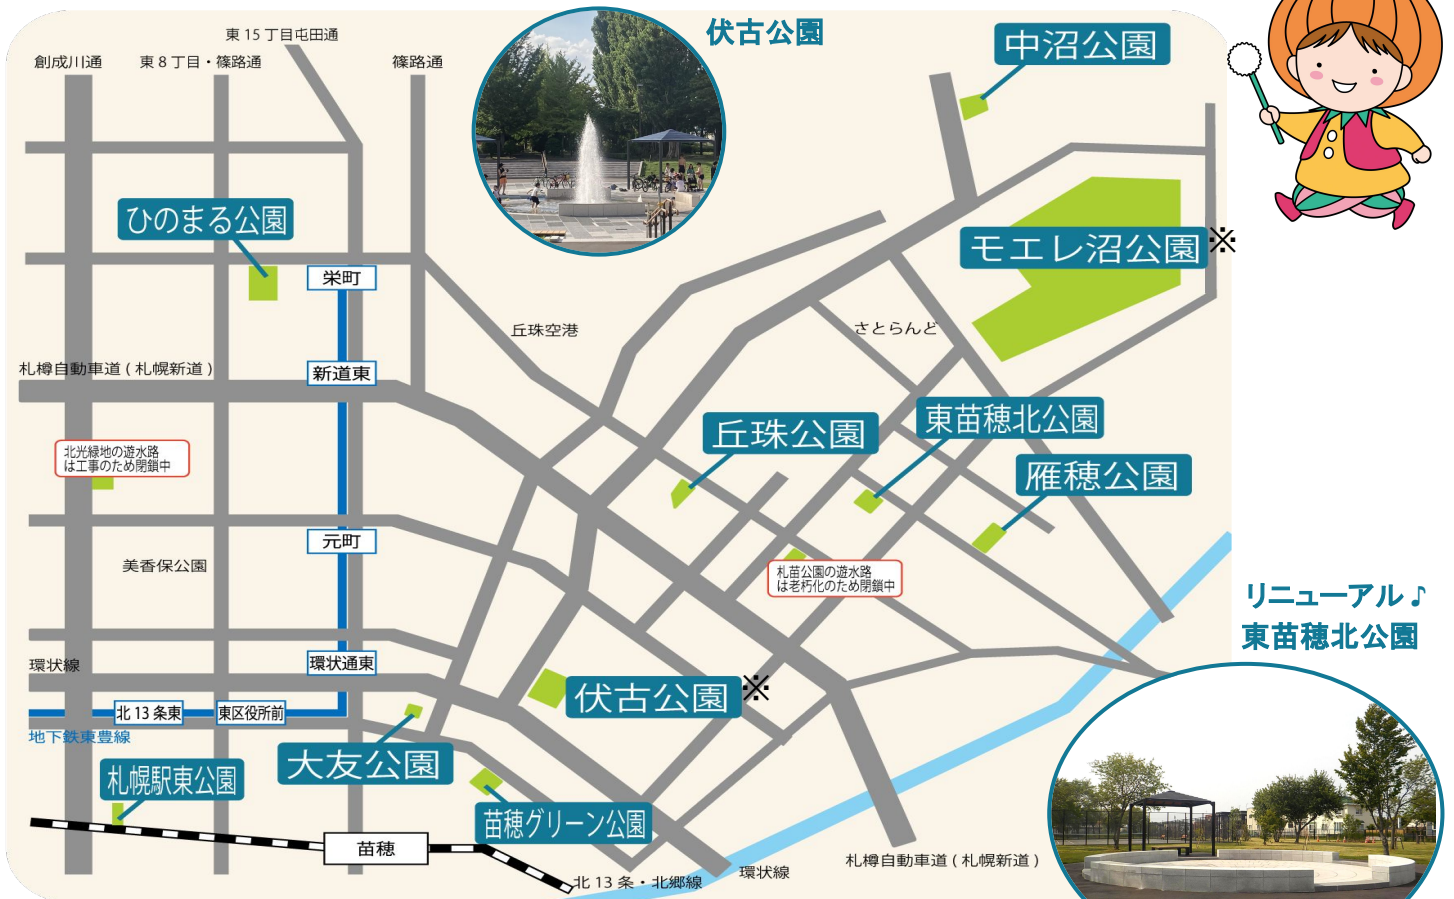 伏古公園
中沼公園
東15丁目屯田通
創成川通
東8丁目・篠路通
篠路通
ひのまる公園
モエレ沼公園※
栄町
丘珠空港
さとらんど
札樽自動車道(札幌新道)
新道東
丘珠公園
東苗穂北公園
北光緑地の遊水路
は工事のため閉鎖中
雁穂公園
元町
美香保公園
札苗公園の遊水路
は老朽化のため閉鎖中
リニューアル♪
東苗穂北公園
環状線
環状通東
伏古公園※
北13条東
東区役所前
地下鉄東豊線
大友公園
札幌駅東公園
苗穂グリーン公園
苗穂
札樽自動車道(札幌新道)
環状線
北13条・北郷線